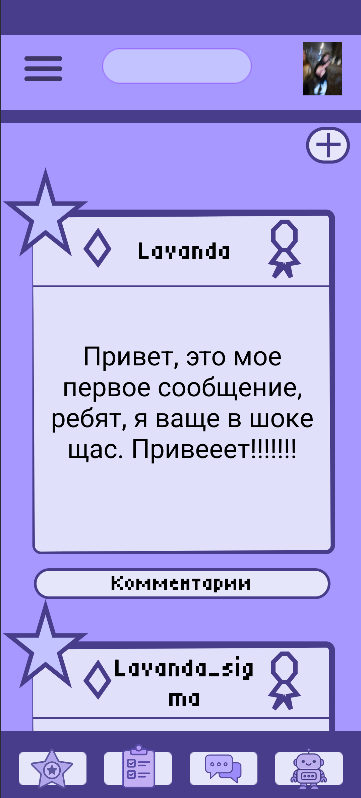 Lavanda
Привет, это мое
первое сообщение,
ребят, я ваще в шоке
щас. Привееет!!!!!!!
Комментарии
Lavanda_sig
ma